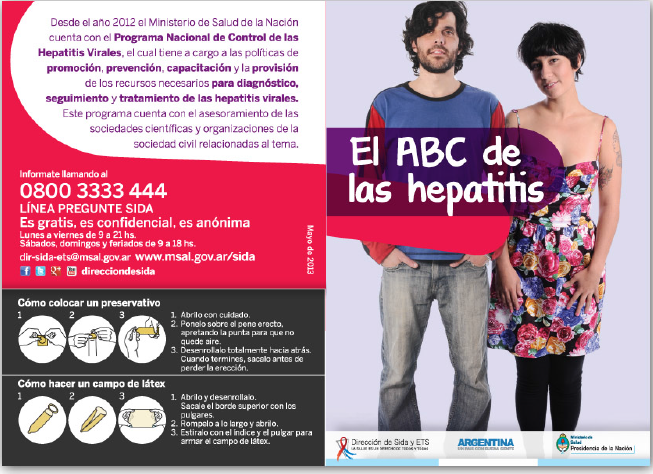 Desde el año 2012 el Ministerio de Salud de la Nación
cuenta con el Programa Nacional de Control de las
Hepatitis Virales, el cual tiene a cargo a las políticas de
promoción, prevención, capacitación y la provisión
de los recursos necesarios para diagnóstico,
seguimiento y tratamiento de las hepatitis virales.
Este programa cuenta con el asesoramiento de las
sociedades científicas y organizaciones de la
sociedad civil relacionadas al tema.
Informate llamando al
0800 3333 444
LÍNEA PREGUNTE SIDA
Es gratis, es confidencial, es anónima
Lunes a viernes de 9 a 21 hs.
Sábados, domingos y feriados de 9 a 18 hs.
dir-sida-ets@msal.gov.ar www.msal.gov.ar/sida
direcciondesida
Mayo de 2013
Cómo colocar un preservativo
1 2 3
1. Abrilo con cuidado.
2. Ponelo sobre el pene erecto,
apretando la punta para que no
quede aire.
3. Desenrollalo totalmente hacia atrás.
Cuando termines, sacalo antes de
perder la erección.
Cómo hacer un campo de látex
1 2 3
1. Abrilo y desenrollalo.
Sacale el borde superior con los
pulgares.
2. Rompelo a lo largo y abrilo.
3. Estiralo con el índice y el pulgar para
armar el campo de látex.
El ABC de
las hepatitis
Dirección de Sida y ETS
ARGENTINA
UN PAÍS CON BUENA GENTE
Ministerio de
Salud
Presidencia de la Nación